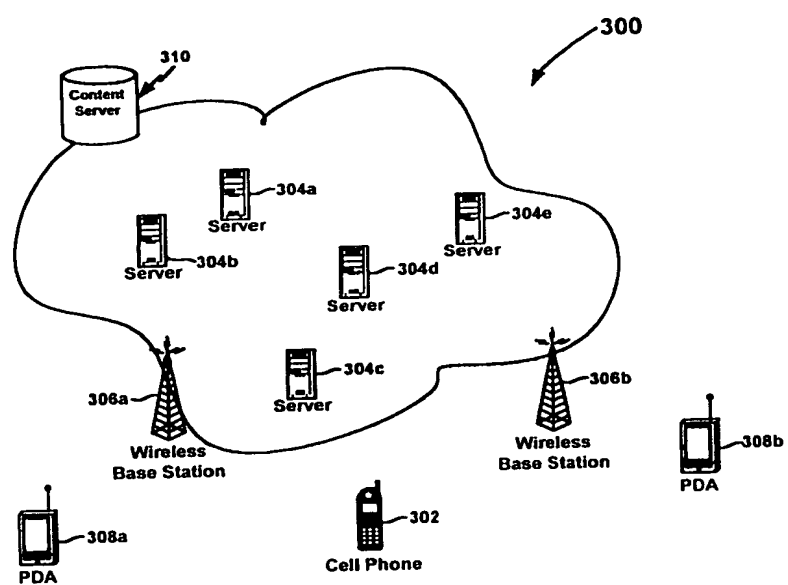 300
310
Content
Server
304a
Server
304b
Server
304e
Server
304d
Server
304c
Server
306a
Wireless
Base Station
306b
Wireless
Base Station
308b
PDA
308a
PDA
302
Cell Phone